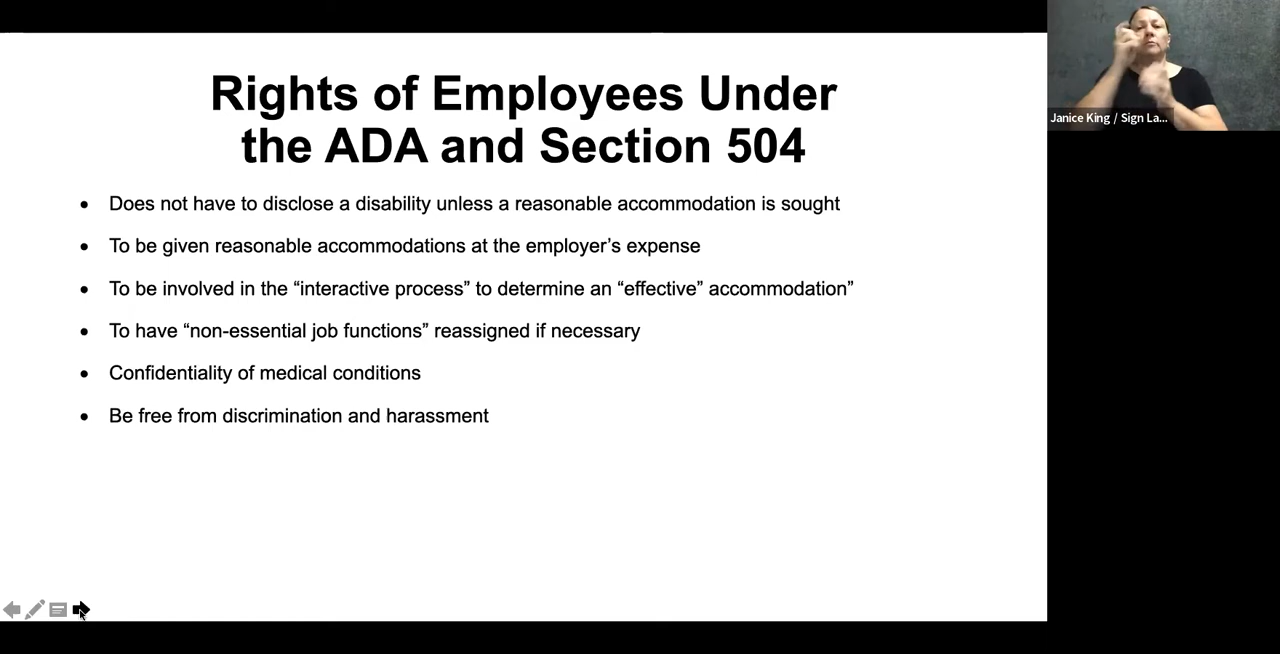 Rights of Employees Under
the ADA and Section 504
• Does not have to disclose a disability unless a reasonable accommodation is sought
• To be given reasonable accommodations at the employer’s expense
• To be involved in the “interactive process” to determine an “effective” accommodation”
• To have “non-essential job functions” reassigned if necessary
• Confidentiality of medical conditions
• Be free from discrimination and harassment
Janice King / Sign La...